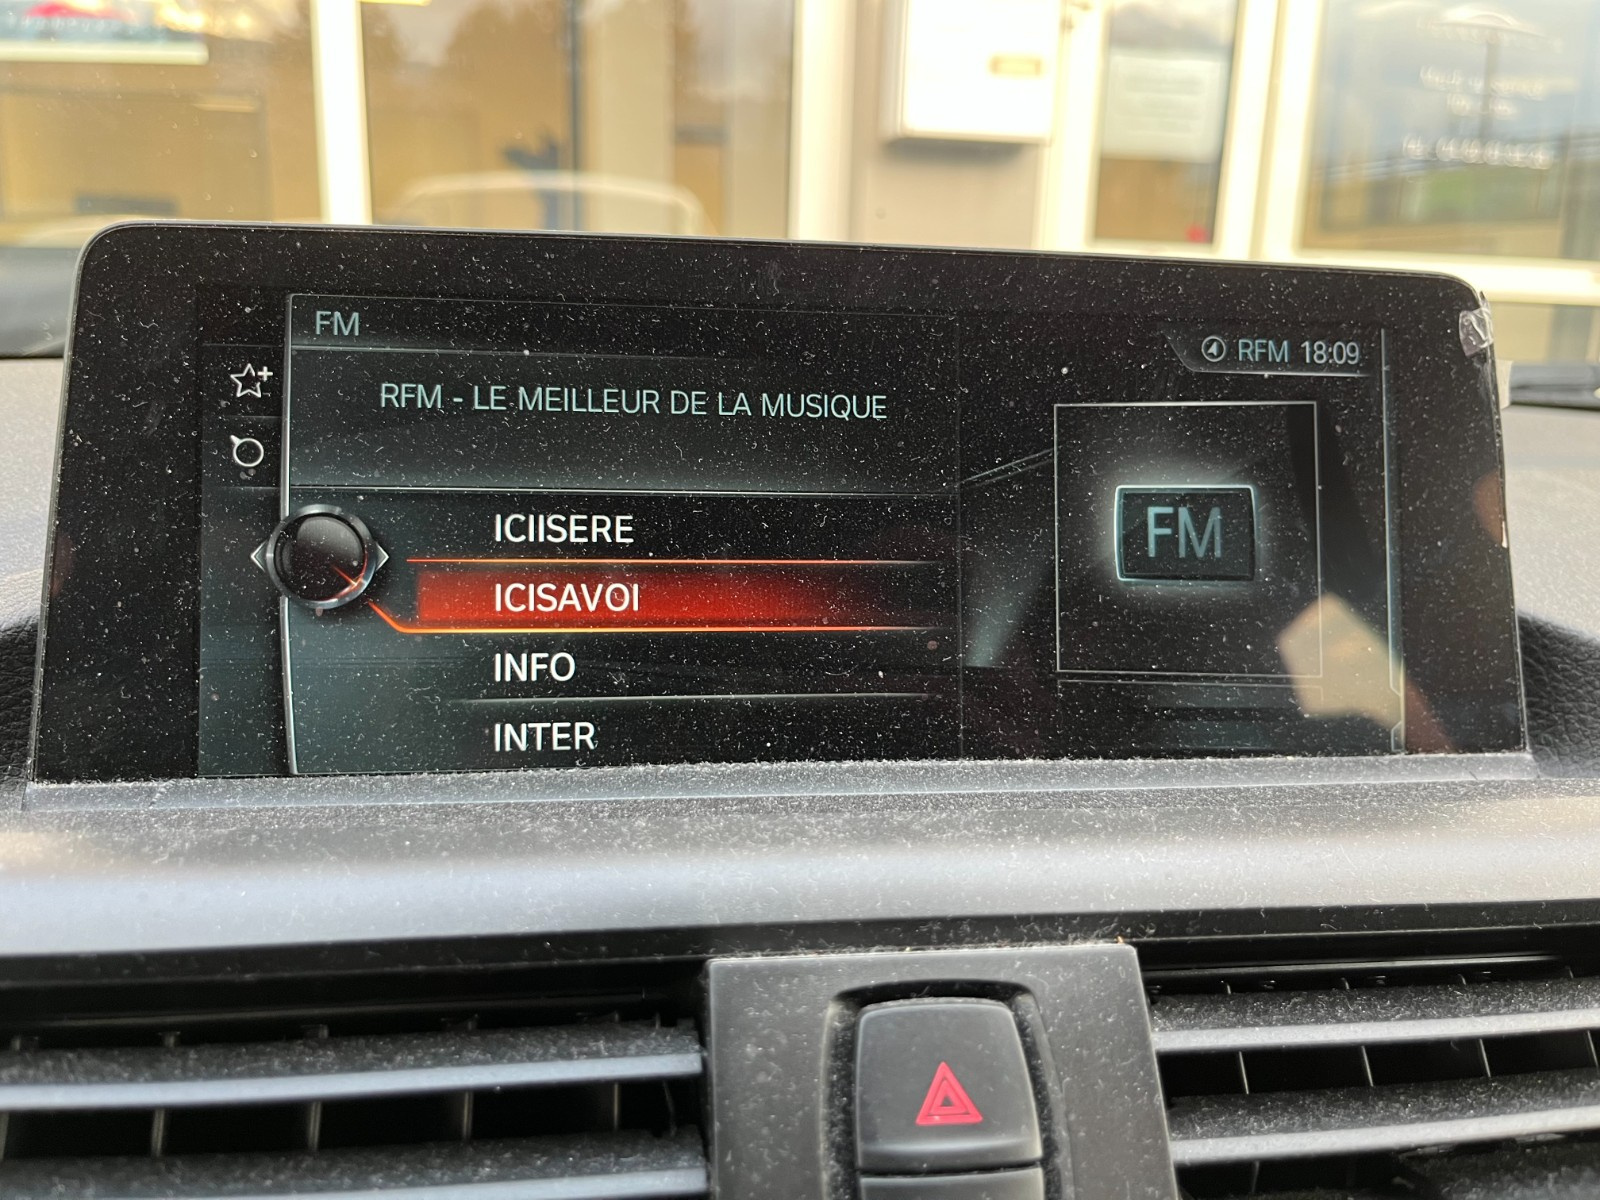 FM
RFM 18:09
RFM - LE MEILLEUR DE LA MUSIQUE
ICIISERE
ICISAVOI
INFO
INTER
FM